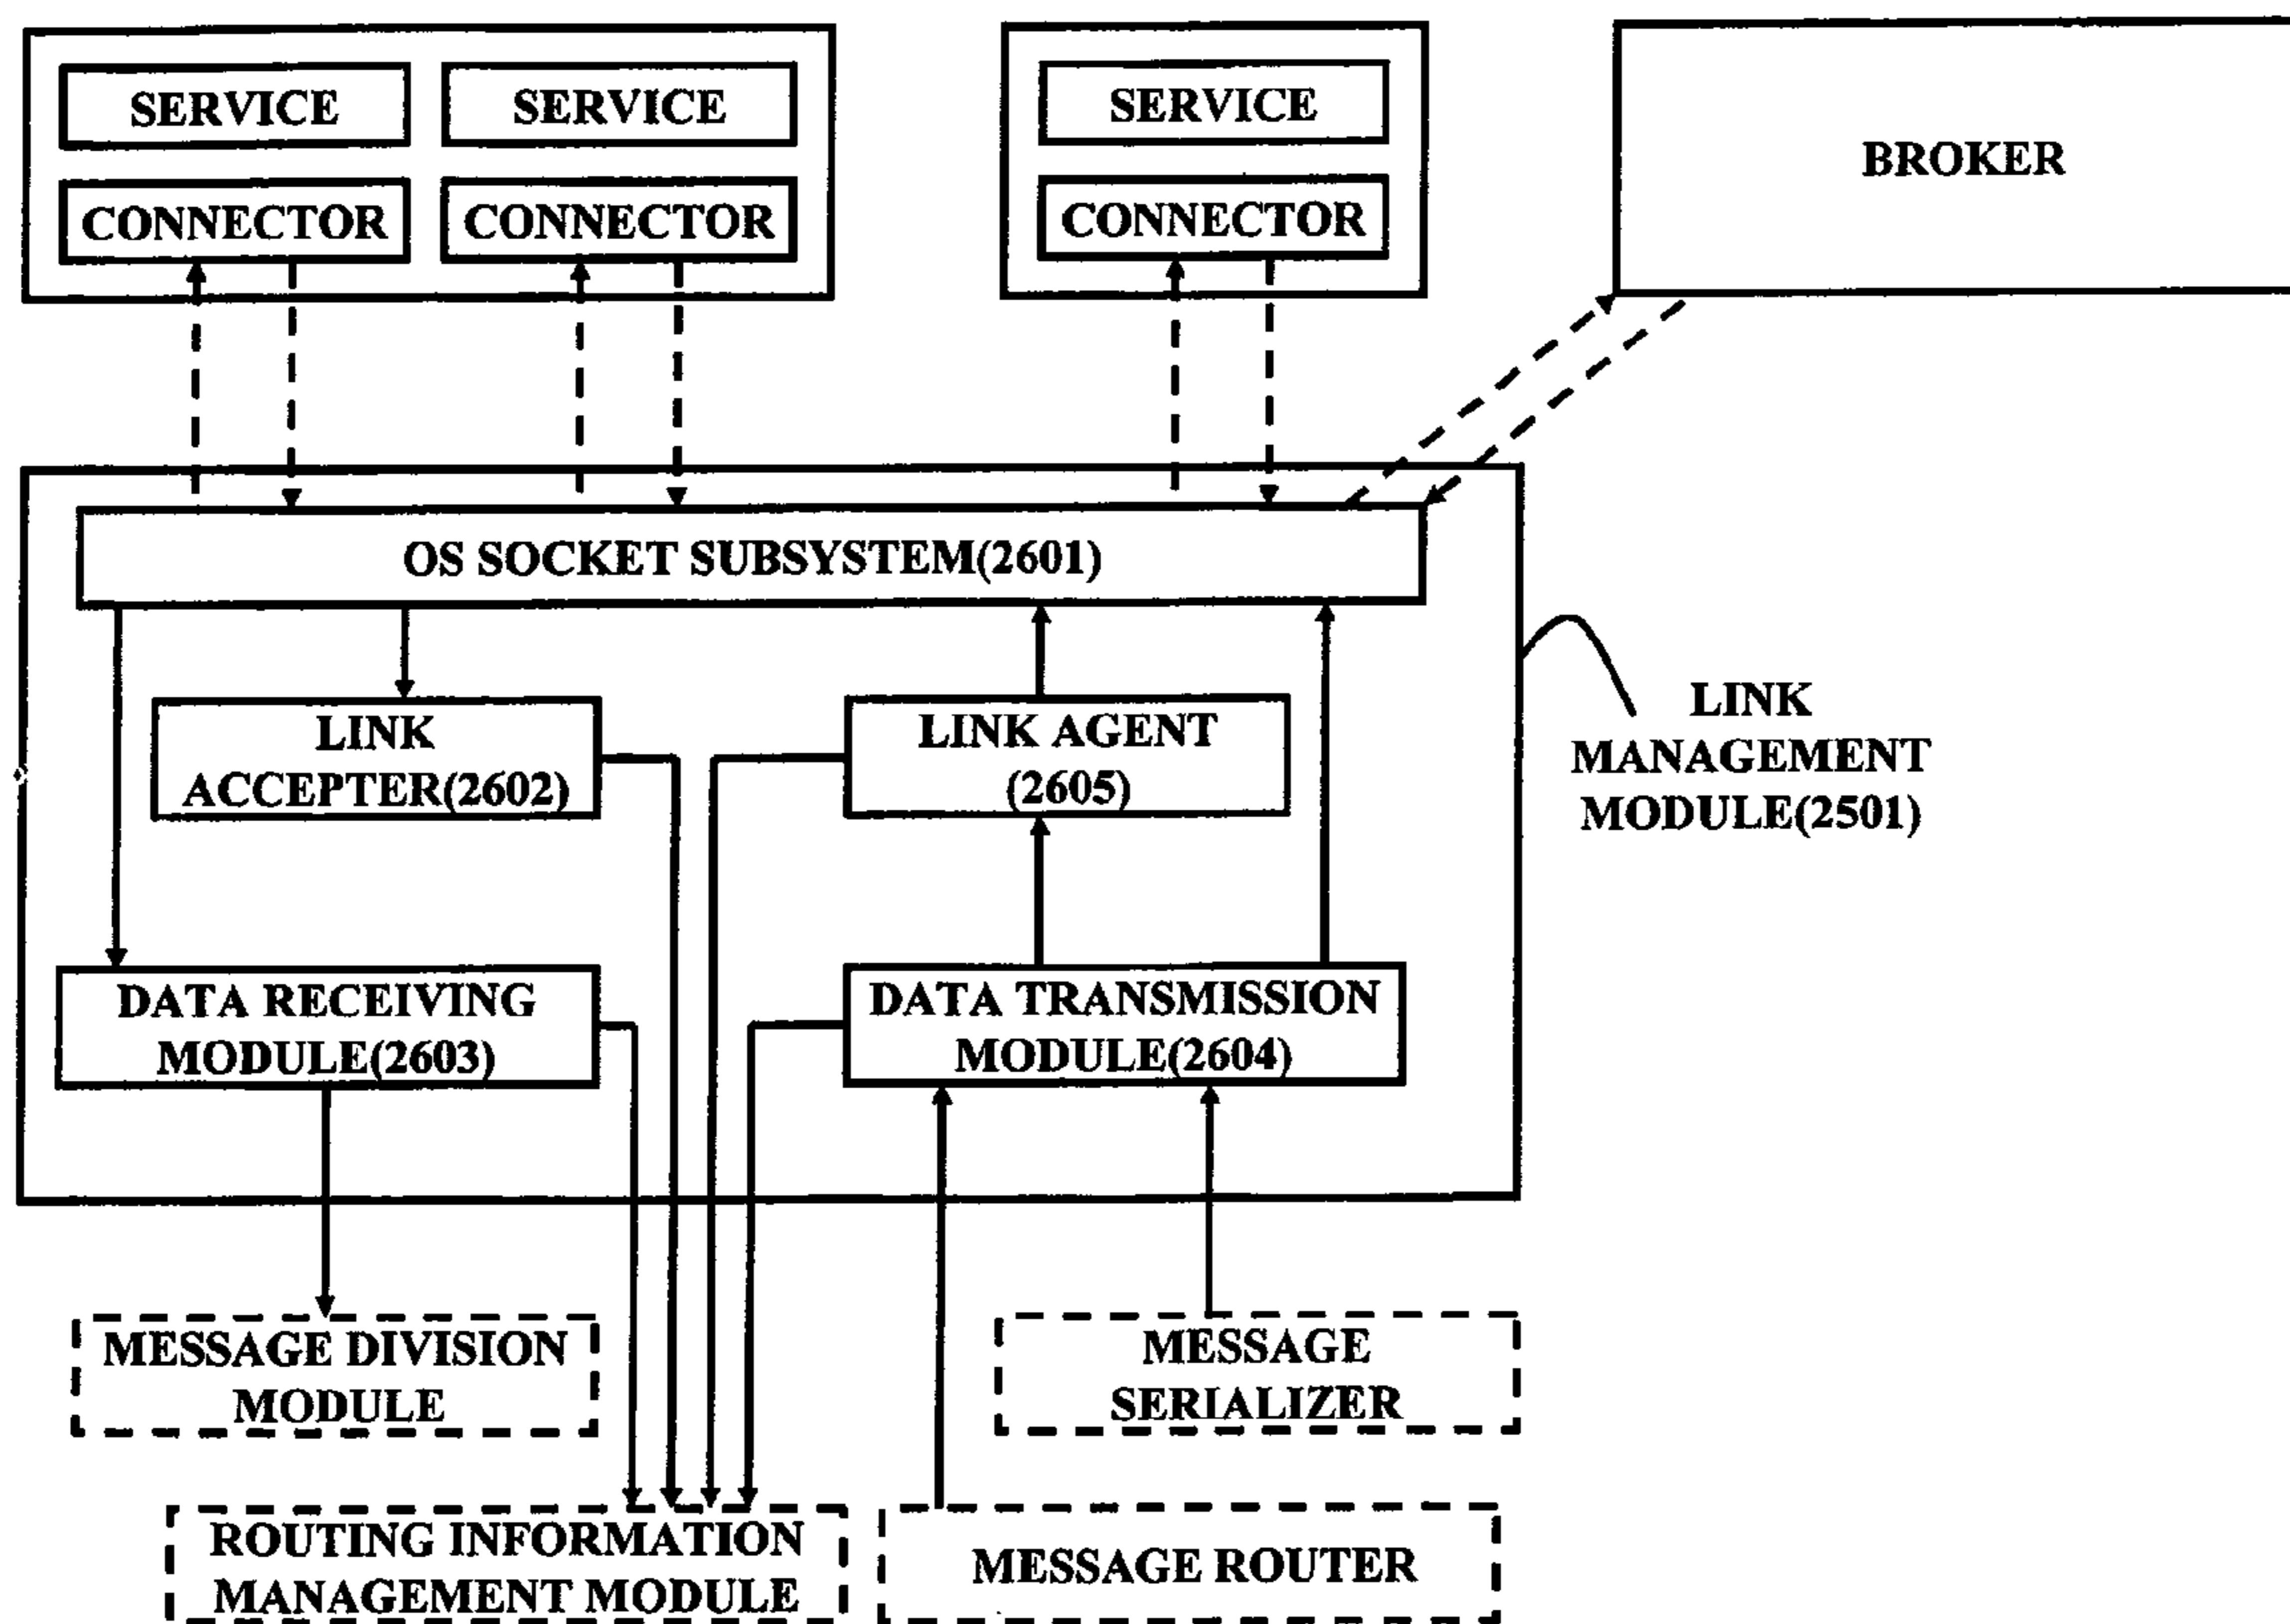 SERVICE
SERVICE
CONNECTOR
CONNECTOR
SERVICE
CONNECTOR
BROKER
OS SOCKET SUBSYSTEM(2601)
LINK
ACCEPTER(2602)
LINK AGENT
(2605)
LINK
MANAGEMENT
MODULE(2501)
DATA RECEIVING
MODULE(2603)
DATA TRANSMISSION
MODULE(2604)
MESSAGE DIVISION
MODULE
MESSAGE
SERIALIZER
ROUTING INFORMATION
MANAGEMENT MODULE
MESSAGE ROUTER